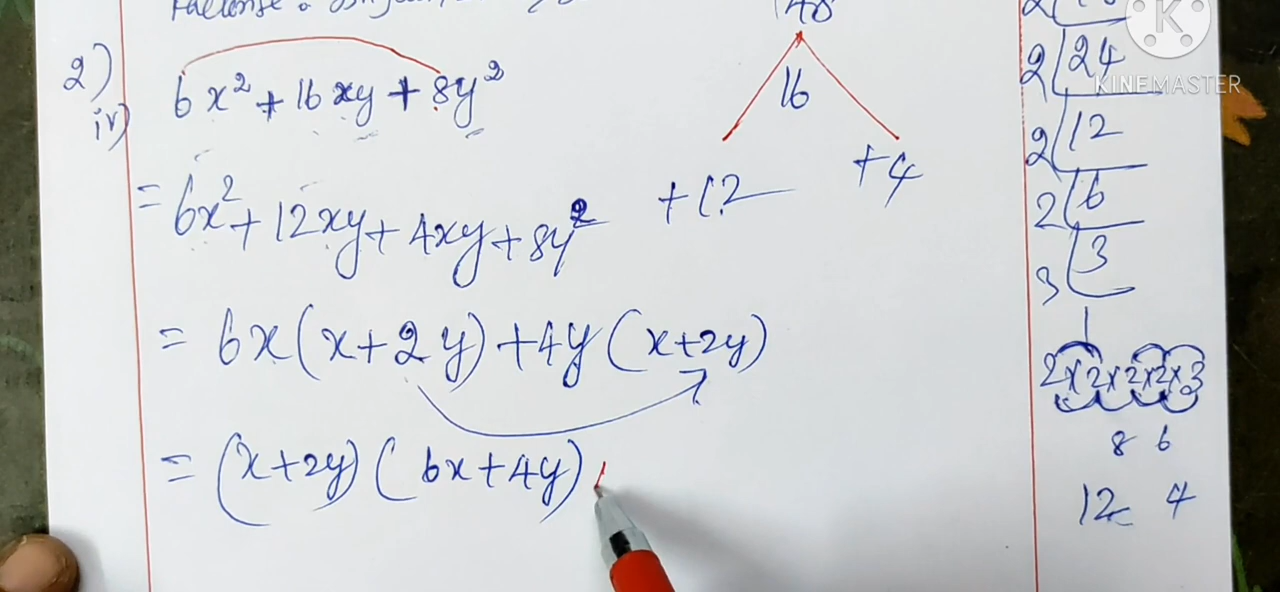 2) 6x² + 16xy + 8y²
iv)
= 6x² + 12xy + 4xy + 8y²
= 6x(x+2y) + 4y(x+2y)
= (x+2y)(6x+4y)
48
16
+12 +4
2
2 24
2 12
2 6
3 3
1
2×2×2×2×3
8 6
12 4
K
KINEMASTER